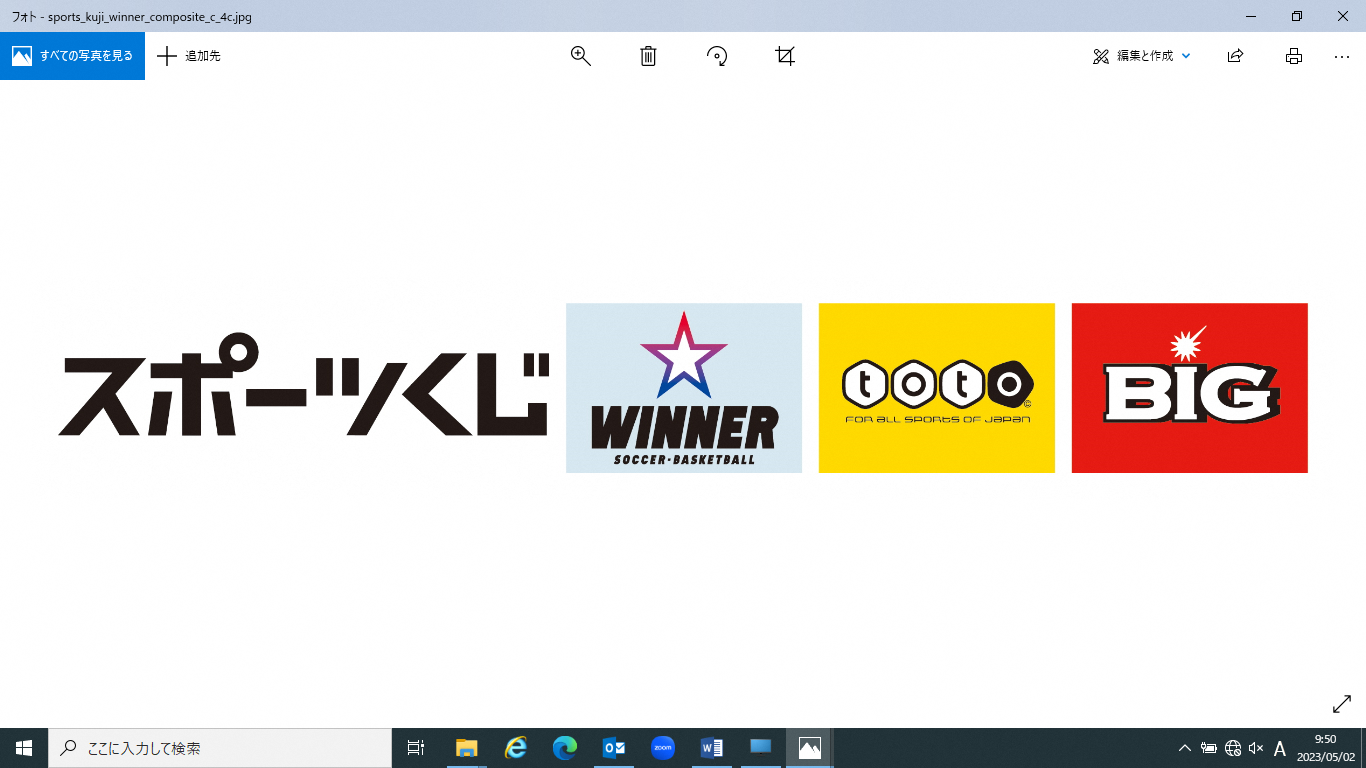 フォト - sports_kuji_winner_composite_c_4c.jpg
すべての写真を見る
追加先
編集と作成
スポーツくじ
WINNER
SOCCER・BASKETBALL
toto
©
FOR ALL SPORTS OF JAPAN
BIG
ここに入力して検索
zoom
A
9:50
2023/05/02